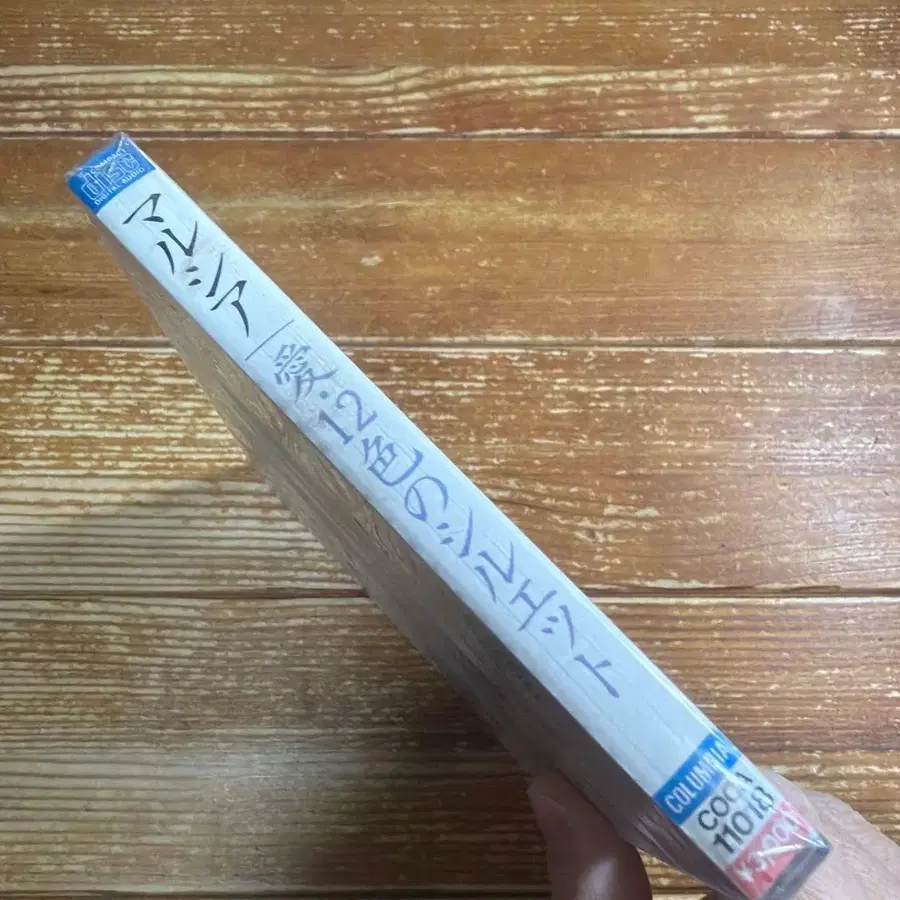 COMPACT
disc
DIGITAL AUDIO
マルシア
愛・12色のシルエット
COLUMBIA
COCA
11018